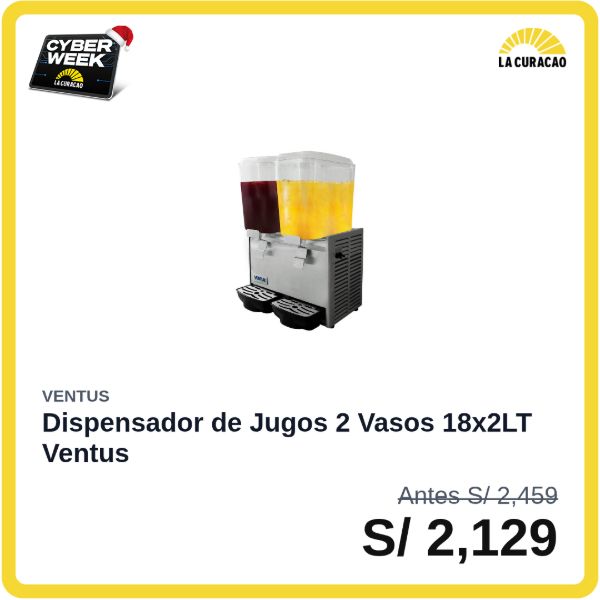 CYBER
WEEK
LA CURACAO
LA CURACAO
VENTUS
Dispensador de Jugos 2 Vasos 18x2LT
Ventus
Antes S/ 2,459
S/ 2,129